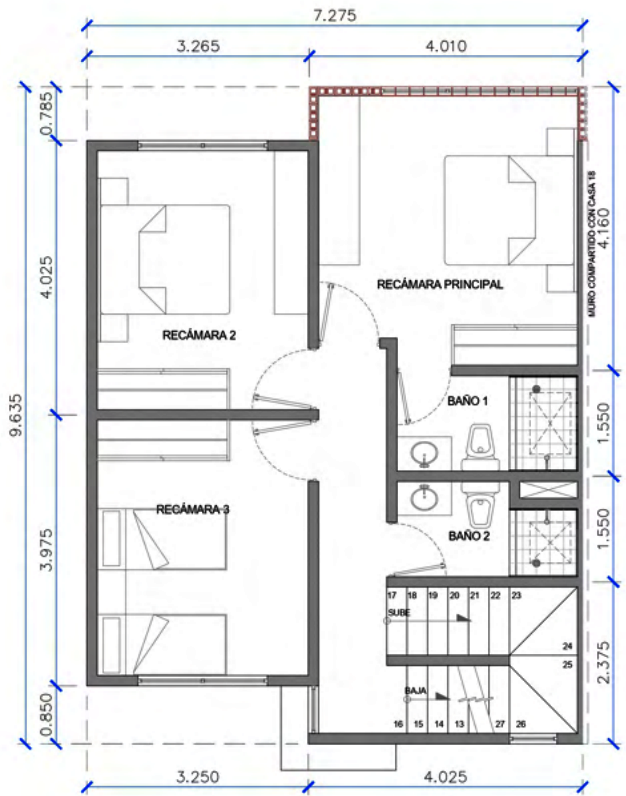 7.275
3.265
4.010
0.785
MURO COMPARTIDO CON CASA 18
4.160
4.025
RECÁMARA PRINCIPAL
RECÁMARA 2
9.635
BAÑO 1
1.550
RECÁMARA 3
BAÑO 2
1.550
3.975
17 18 19 20 21 22 23
SUBE
24
25
2.375
BAJA
16 15 14 13 27 26
0.850
3.250
4.025